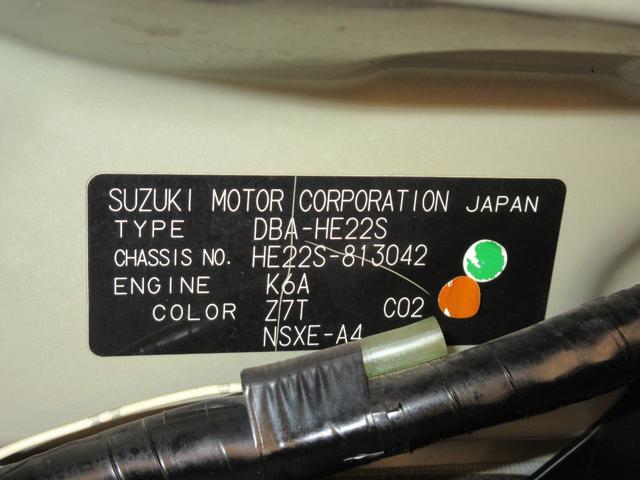 SUZUKI MOTOR CORPORATION JAPAN
TYPE DBA-HE22S
CHASSIS NO. HE22S-813042
ENGINE K6A
COLOR Z7T C02
NSXE-A4